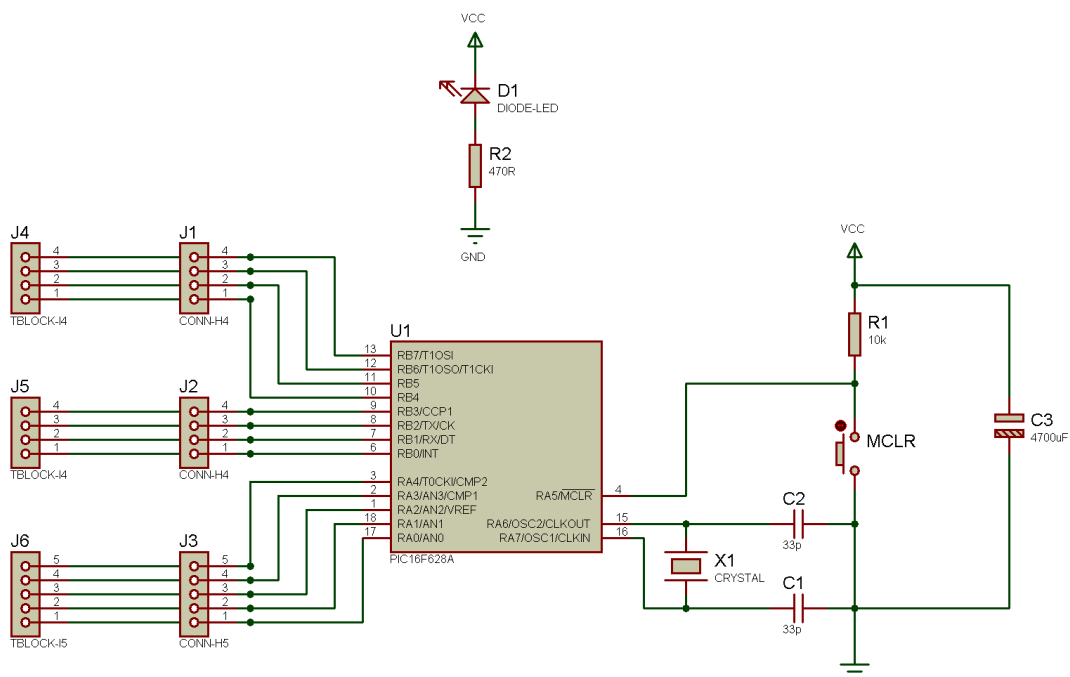 VCC
D1
DIODE-LED
R2
470R
GND
J4
4
3
2
1
TBLOCK-I4
J1
4
3
2
1
CONN-H4
J5
4
3
2
1
TBLOCK-I4
J2
4
3
2
1
CONN-H4
J6
5
4
3
2
1
TBLOCK-I5
J3
5
4
3
2
1
CONN-H5
U1
13 RB7/T1OSI
12 RB6/T1OSO/T1CKI
11 RB5
10 RB4
9 RB3/CCP1
8 RB2/TX/CK
7 RB1/RX/DT
6 RB0/INT
3 RA4/T0CKI/CMP2
2 RA3/AN3/CMP1
1 RA2/AN2/VREF
18 RA1/AN1
17 RA0/AN0
RA5/MCLR 4
RA6/OSC2/CLKOUT 15
RA7/OSC1/CLKIN 16
PIC16F628A
VCC
R1
10k
MCLR
C3
4700uF
C2
33p
X1
CRYSTAL
C1
33p